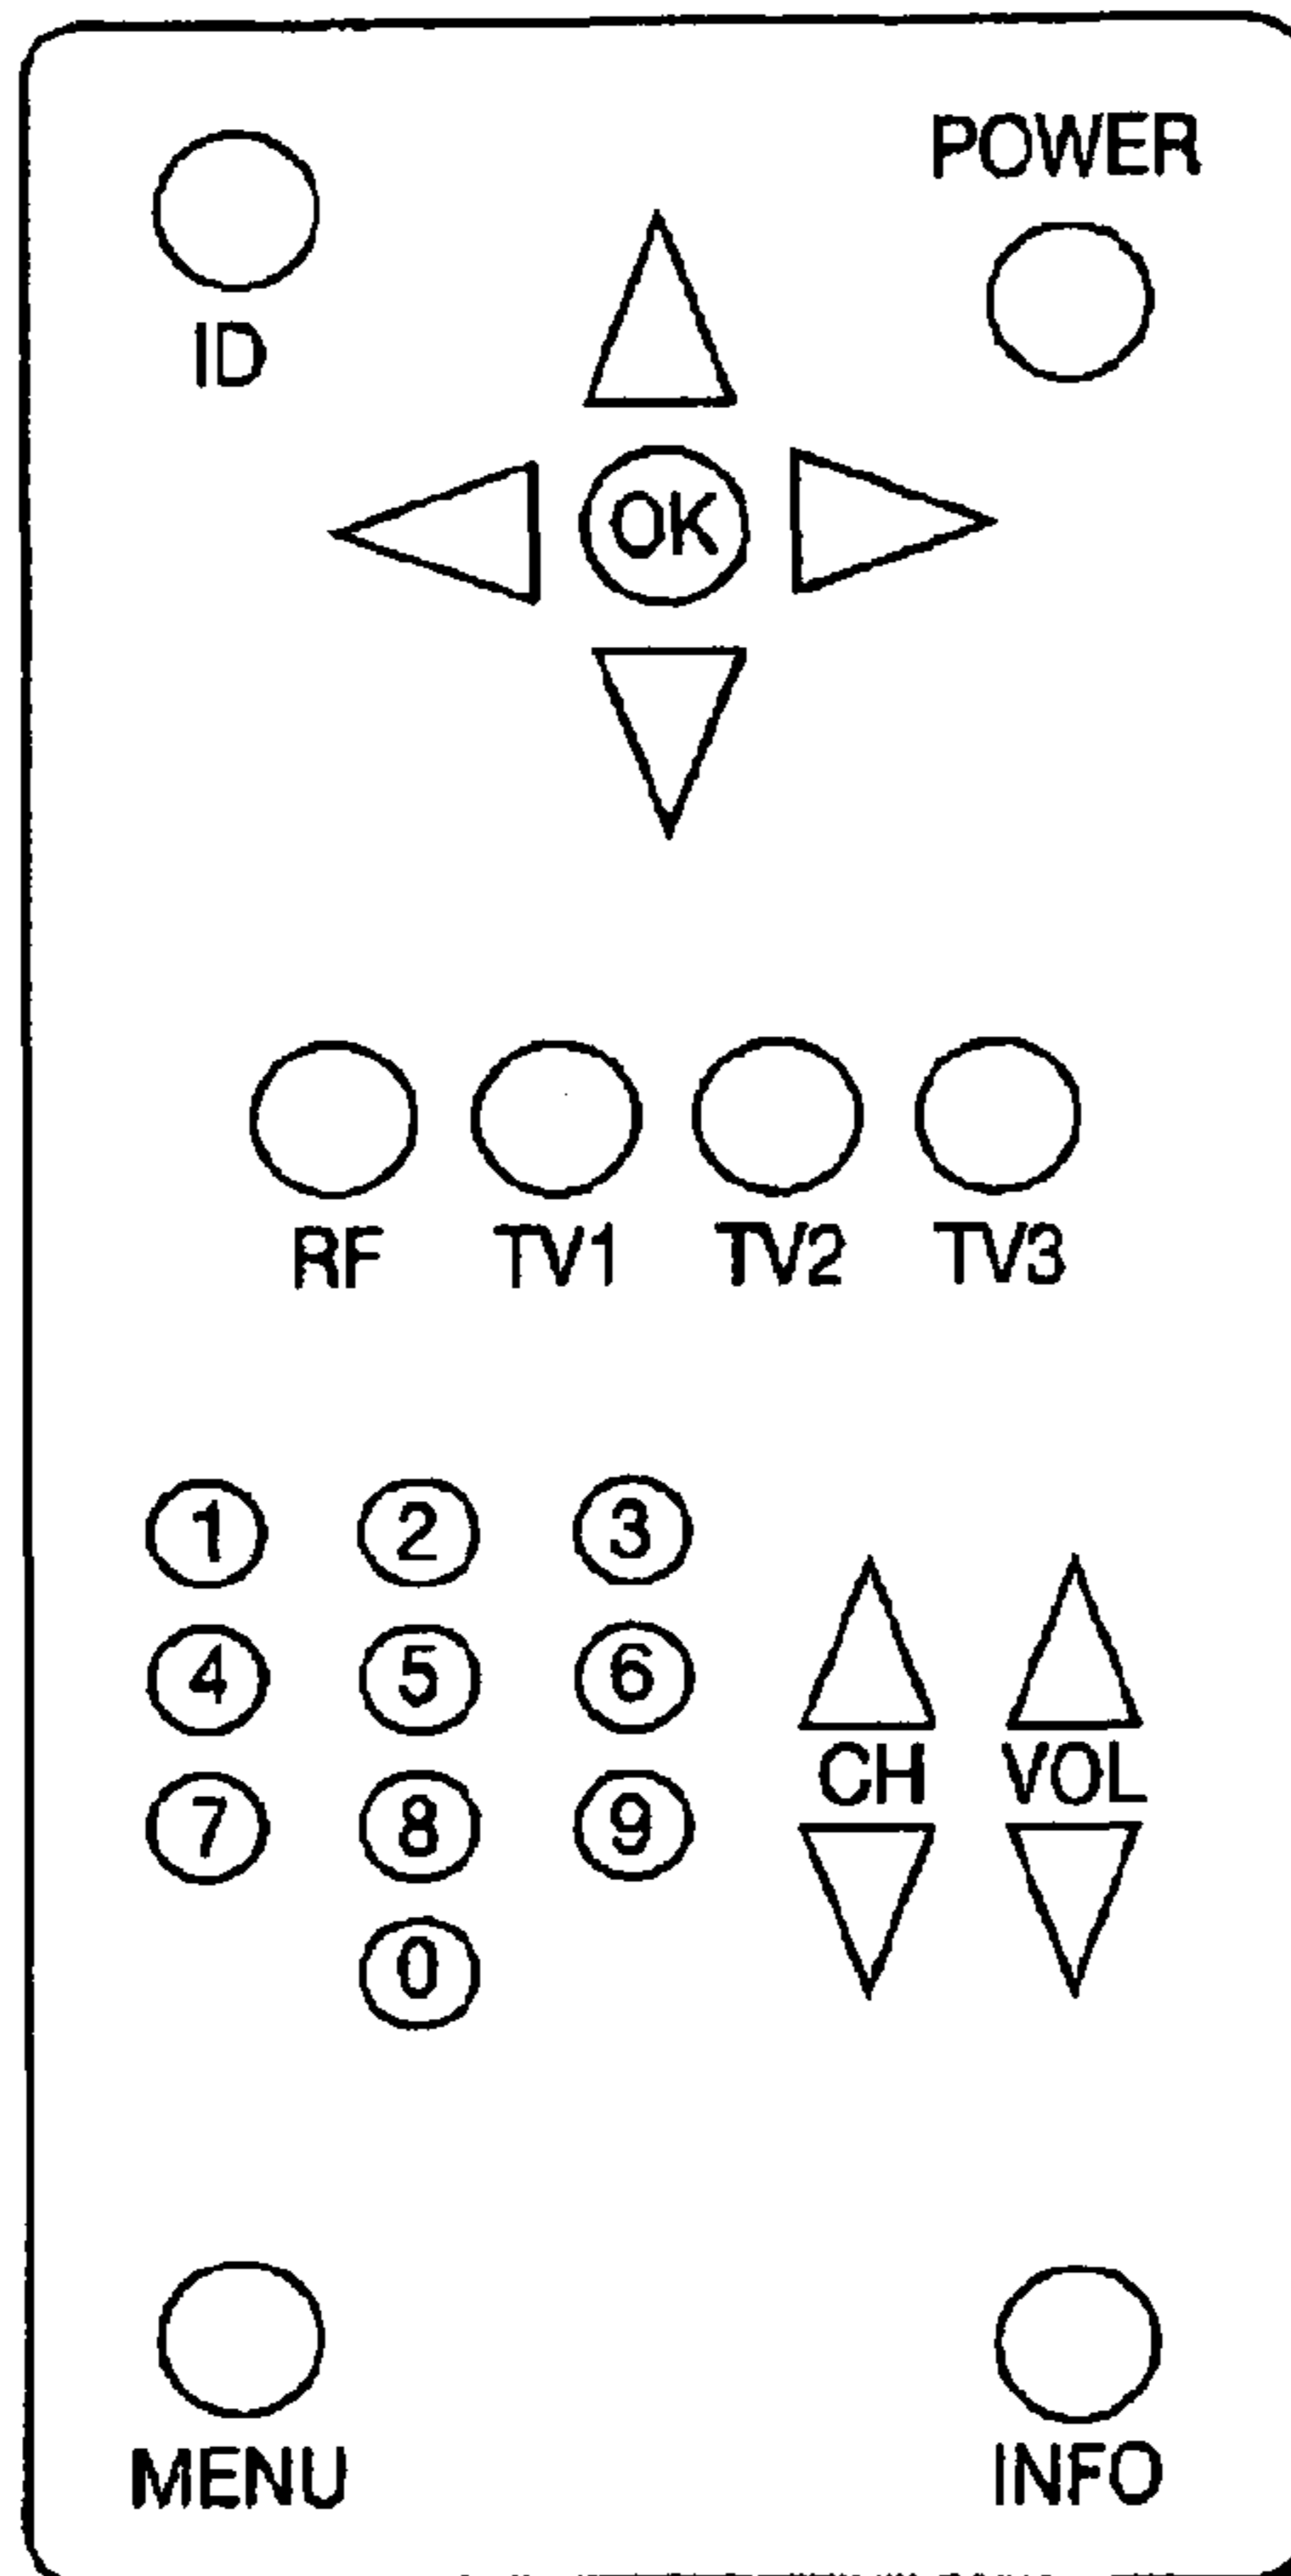 POWER
ID
OK
RF TV1 TV2 TV3
1 2 3
4 5 6
CH VOL
7 8 9
0
MENU INFO